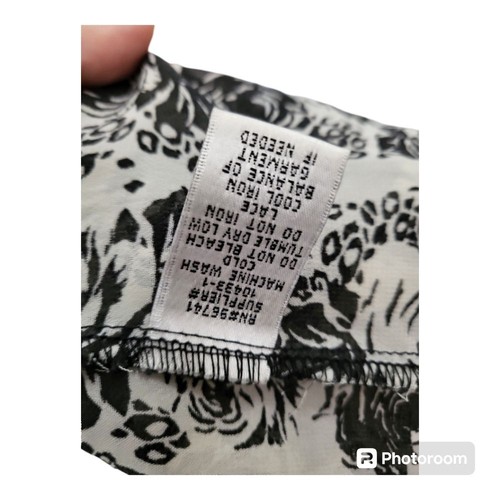 RN#96741
SUPPLIER#
10433-1
MACHINE WASH
COLD
DO NOT BLEACH
TUMBLE DRY LOW
DO NOT IRON
LACE
COOL IRON
BALANCE OF
GARMENT
IF NEEDED
Photoroom